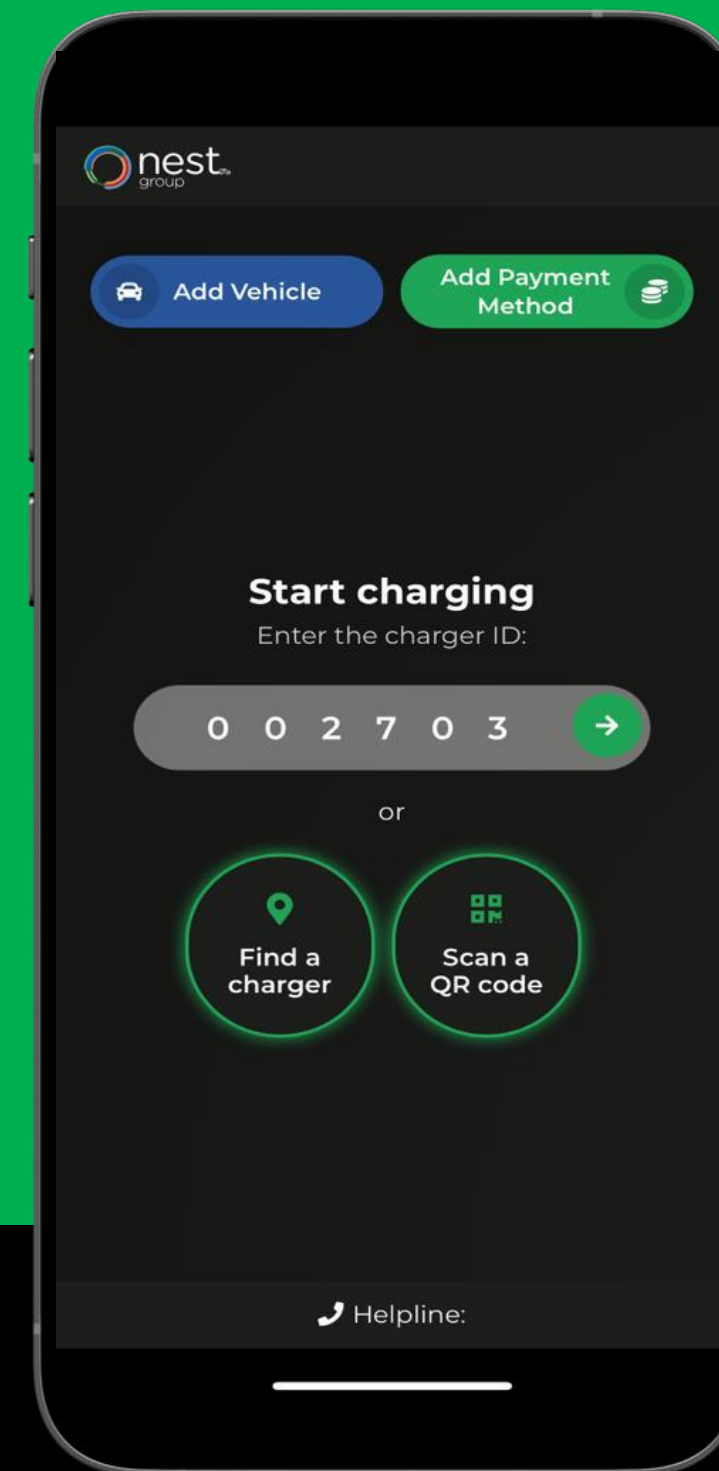 nest
group
Add Vehicle
Add Payment
Method
Start charging
Enter the charger ID:
0 0 2 7 0 3
or
Find a
charger
Scan a
QR code
Helpline: